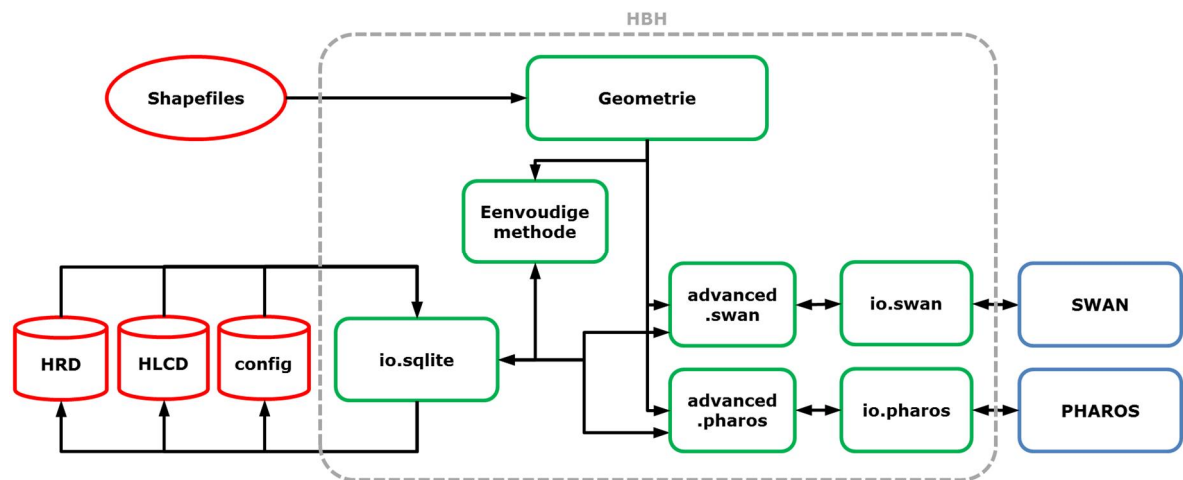 HBH
Shapefiles
Geometrie
Eenvoudige
methode
advanced
.swan
io.swan
SWAN
HRD
HLCD
config
io.sqlite
advanced
.pharos
io.pharos
PHAROS